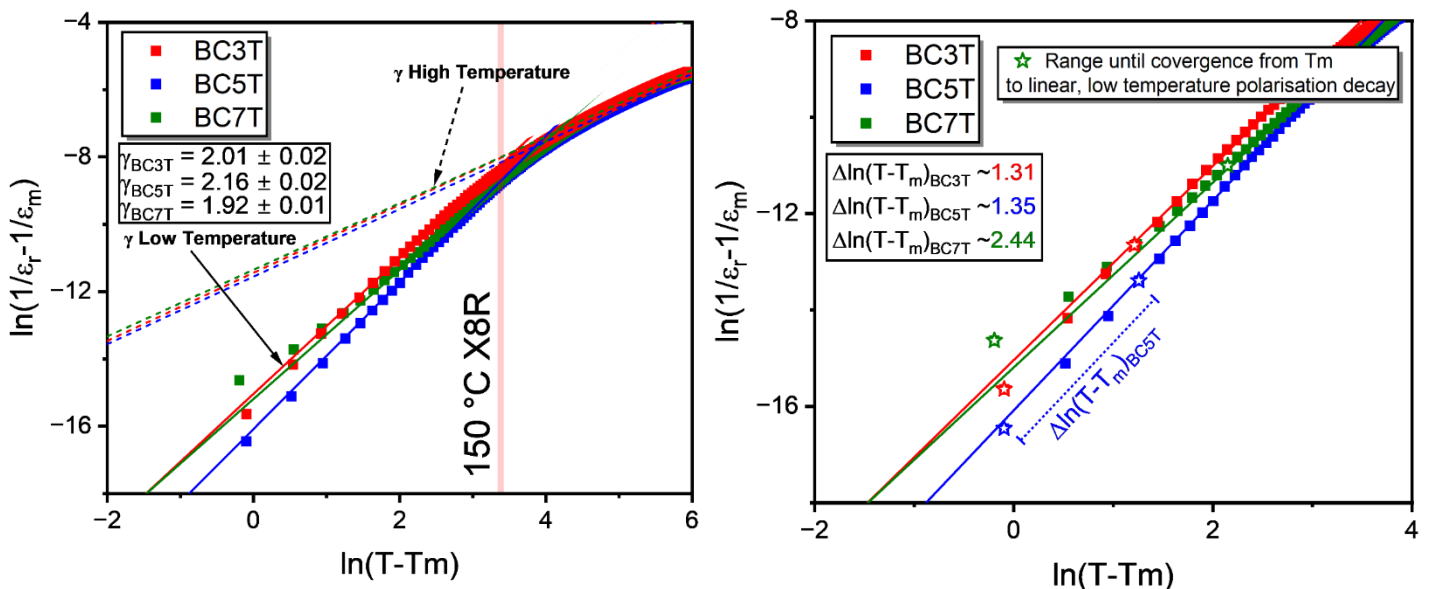 −4
−8
−12
−16
ln(1/εr-1/εm)
BC3T
BC5T
BC7T
γBC3T = 2.01 ± 0.02
γBC5T = 2.16 ± 0.02
γBC7T = 1.92 ± 0.01
γ High Temperature
γ Low Temperature
150 °C X8R
−2
0
2
4
6
ln(T-Tm)
−8
−12
−16
ln(1/εr-1/εm)
BC3T
BC5T
BC7T
Range until covergence from Tm
to linear, low temperature polarisation decay
Δln(T-Tm)BC3T ~1.31
Δln(T-Tm)BC5T ~1.35
Δln(T-Tm)BC7T ~2.44
Δln(T-Tm)BC5T
−2
0
2
4
ln(T-Tm)